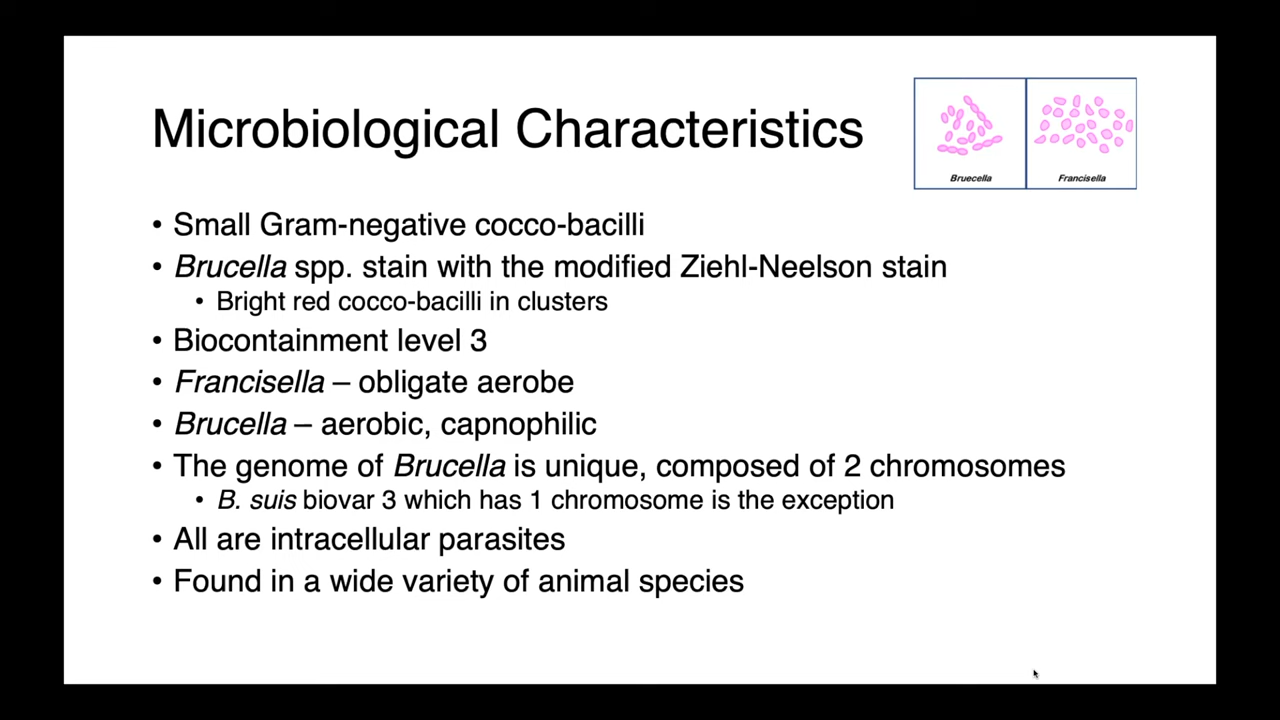 Microbiological Characteristics
Bruecella
Francisella
• Small Gram-negative cocco-bacilli
• Brucella spp. stain with the modified Ziehl-Neelson stain
• Bright red cocco-bacilli in clusters
• Biocontainment level 3
• Francisella – obligate aerobe
• Brucella – aerobic, capnophilic
• The genome of Brucella is unique, composed of 2 chromosomes
• B. suis biovar 3 which has 1 chromosome is the exception
• All are intracellular parasites
• Found in a wide variety of animal species